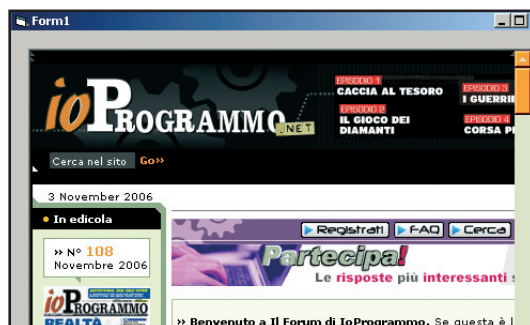 Form1
EPISODIO 1
CACCIA AL TESORO
EPISODIO 2
IL GIOCO DEI
DIAMANTI
EPISODIO 3
I GUERRIE
EPISODIO 4
CORSA
ioProgrammo
.NET
Cerca nel sito Go»
3 November 2006
In edicola
» N° 108
Novembre 2006
ioProgrammo
REALTÀ
Registrati FAQ Cerca
Partecipa!
Le risposte più interessanti
» Benvenuto a Il Forum di IoProgrammo. Se questa è